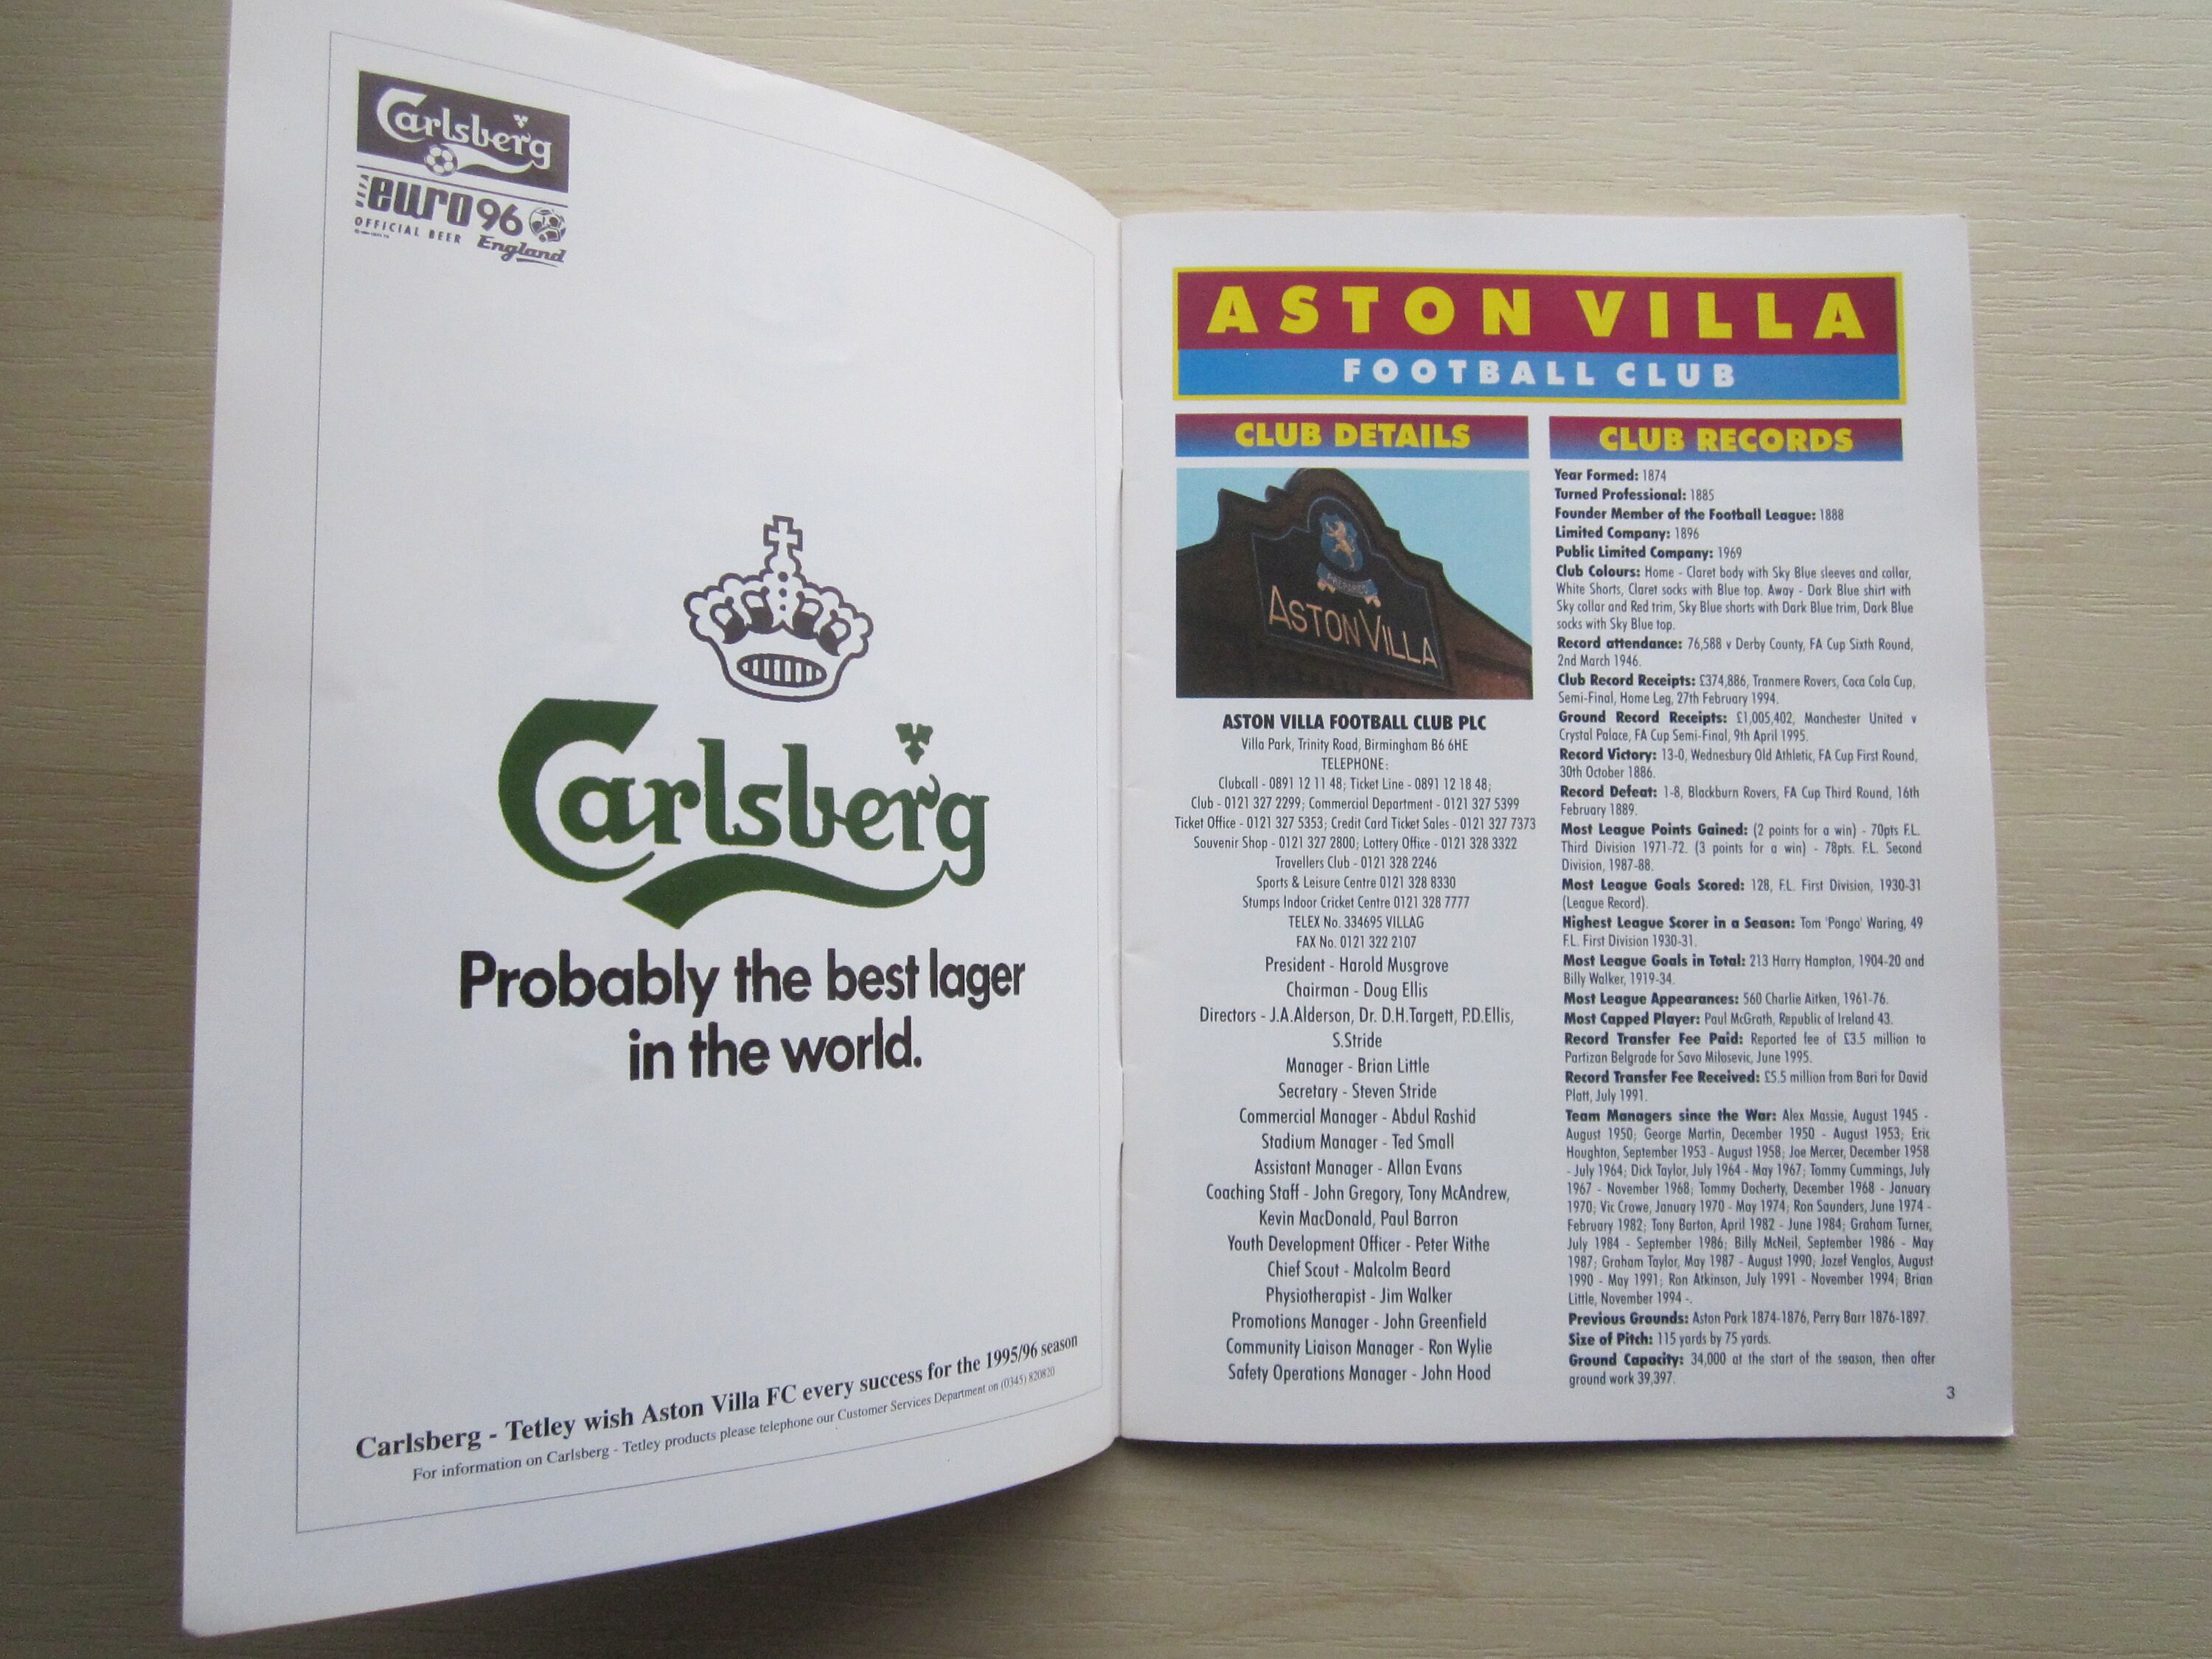 Carlsberg
euro 96
OFFICIAL BEER
England
Carlsberg
Probably the best lager
in the world.
Carlsberg - Tetley wish Aston Villa FC every success for the 1995/96 season
For information on Carlsberg - Tetley products please telephone our Customer Services Department on (0345) 820820
ASTON VILLA
FOOTBALL CLUB
CLUB DETAILS
PREPARED
ASTON VILLA
ASTON VILLA FOOTBALL CLUB PLC
Villa Park, Trinity Road, Birmingham B6 6HE
TELEPHONE:
Clubcall - 0891 12 11 48; Ticket Line - 0891 12 18 48;
Club - 0121 327 2299; Commercial Department - 0121 327 5399
Ticket Office - 0121 327 5353; Credit Card Ticket Sales - 0121 327 7373
Souvenir Shop - 0121 327 2800; Lottery Office - 0121 328 3322
Travellers Club - 0121 328 2246
Sports & Leisure Centre 0121 328 8330
Stumps Indoor Cricket Centre 0121 328 7777
TELEX No. 334695 VILLAG
FAX No. 0121 322 2107
President - Harold Musgrove
Chairman - Doug Ellis
Directors - J.A.Alderson, Dr. D.H.Targett, P.D.Ellis,
S.Stride
Manager - Brian Little
Secretary - Steven Stride
Commercial Manager - Abdul Rashid
Stadium Manager - Ted Small
Assistant Manager - Allan Evans
Coaching Staff - John Gregory, Tony McAndrew,
Kevin MacDonald, Paul Barron
Youth Development Officer - Peter Withe
Chief Scout - Malcolm Beard
Physiotherapist - Jim Walker
Promotions Manager - John Greenfield
Community Liaison Manager - Ron Wylie
Safety Operations Manager - John Hood
CLUB RECORDS
Year Formed: 1874
Turned Professional: 1885
Founder Member of the Football League: 1888
Limited Company: 1896
Public Limited Company: 1969
Club Colours: Home - Claret body with Sky Blue sleeves and collar,
White Shorts, Claret socks with Blue top. Away - Dark Blue shirt with
Sky collar and Red trim, Sky Blue shorts with Dark Blue trim, Dark Blue
socks with Sky Blue top.
Record attendance: 76,588 v Derby County, FA Cup Sixth Round,
2nd March 1946.
Club Record Receipts: £374,886, Tranmere Rovers, Coca Cola Cup,
Semi-Final, Home Leg, 27th February 1994.
Ground Record Receipts: £1,005,402, Manchester United v
Crystal Palace, FA Cup Semi-Final, 9th April 1995.
Record Victory: 13-0, Wednesbury Old Athletic, FA Cup First Round,
30th October 1886.
Record Defeat: 1-8, Blackburn Rovers, FA Cup Third Round, 16th
February 1889.
Most League Points Gained: (2 points for a win) - 70pts F.L.
Third Division 1971-72. (3 points for a win) - 78pts. F.L. Second
Division, 1987-88.
Most League Goals Scored: 128, F.L. First Division, 1930-31
(League Record).
Highest League Scorer in a Season: Tom 'Pongo' Waring, 49
F.L. First Division 1930-31.
Most League Goals in Total: 213 Harry Hampton, 1904-20 and
Billy Walker, 1919-34.
Most League Appearances: 560 Charlie Aitken, 1961-76.
Most Capped Player: Paul McGrath, Republic of Ireland 43.
Record Transfer Fee Paid: Reported fee of £3.5 million to
Partizan Belgrade for Savo Milosevic, June 1995.
Record Transfer Fee Received: £5.5 million from Bari for David
Platt, July 1991.
Team Managers since the War: Alex Massie, August 1945 -
August 1950; George Martin, December 1950 - August 1953; Eric
Houghton, September 1953 - August 1958; Joe Mercer, December 1958
- July 1964; Dick Taylor, July 1964 - May 1967; Tommy Cummings, July
1967 - November 1968; Tommy Docherty, December 1968 - January
1970; Vic Crowe, January 1970 - May 1974; Ron Saunders, June 1974 -
February 1982; Tony Barton, April 1982 - June 1984; Graham Turner,
July 1984 - September 1986; Billy McNeil, September 1986 - May
1987; Graham Taylor, May 1987 - August 1990; Jozef Venglos, August
1990 - May 1991; Ron Atkinson, July 1991 - November 1994; Brian
Little, November 1994 -.
Previous Grounds: Aston Park 1874-1876, Perry Barr 1876-1897.
Size of Pitch: 115 yards by 75 yards.
Ground Capacity: 34,000 at the start of the season, then after
ground work 39,397.
3